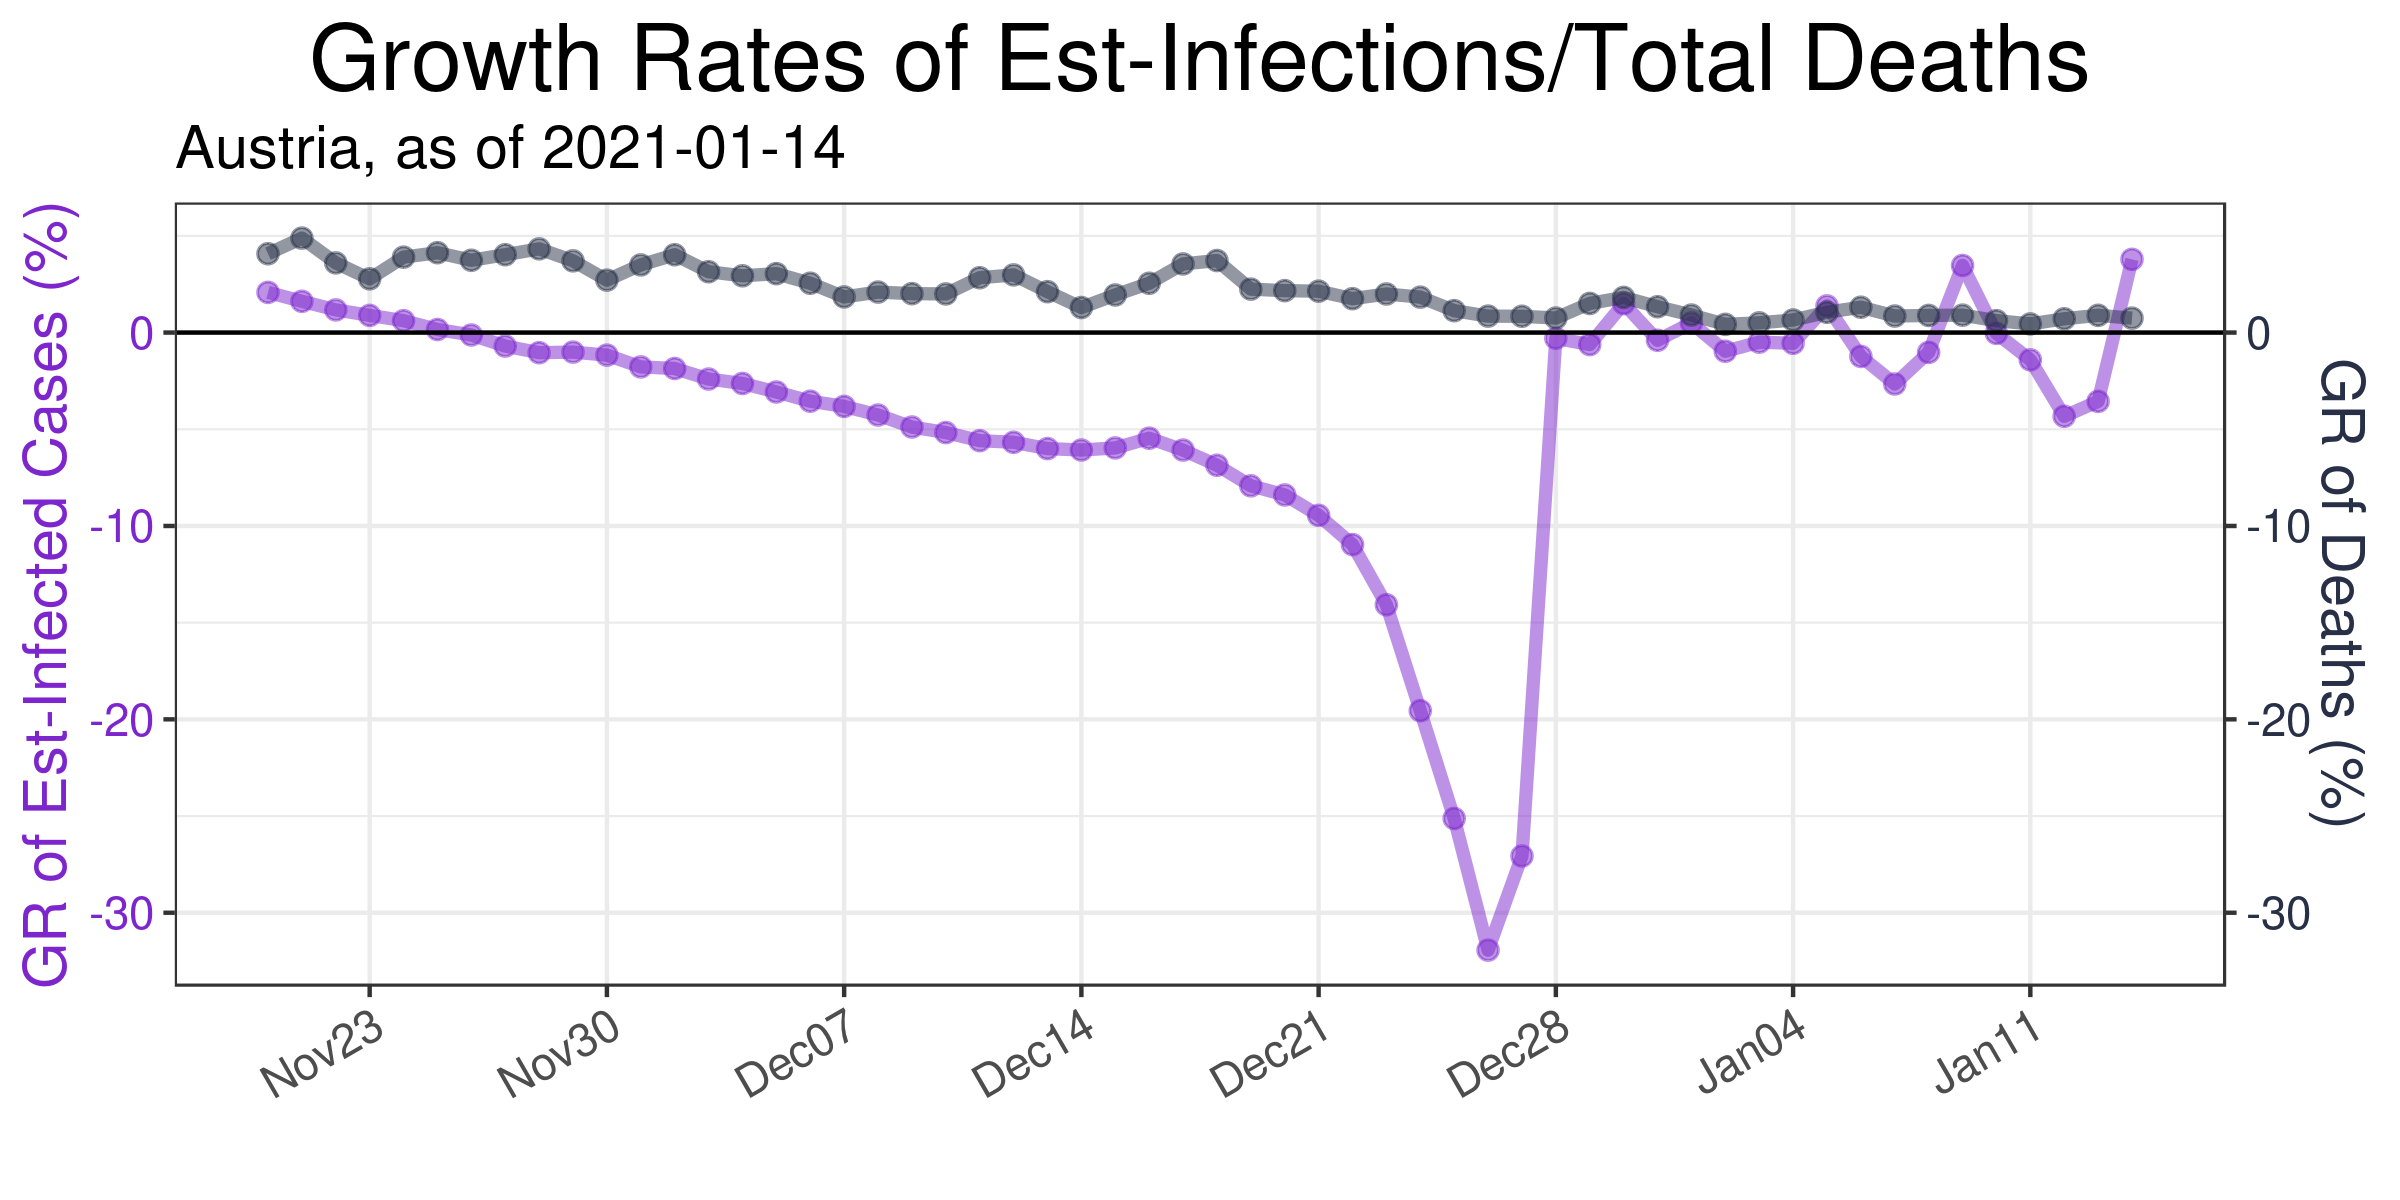 Growth Rates of Est-Infections/Total Deaths
Austria, as of 2021-01-14
GR of Est-Infected Cases (%)
0
-10
-20
-30
0
-10
-20
-30
GR of Deaths (%)
Nov23
Nov30
Dec07
Dec14
Dec21
Dec28
Jan04
Jan11